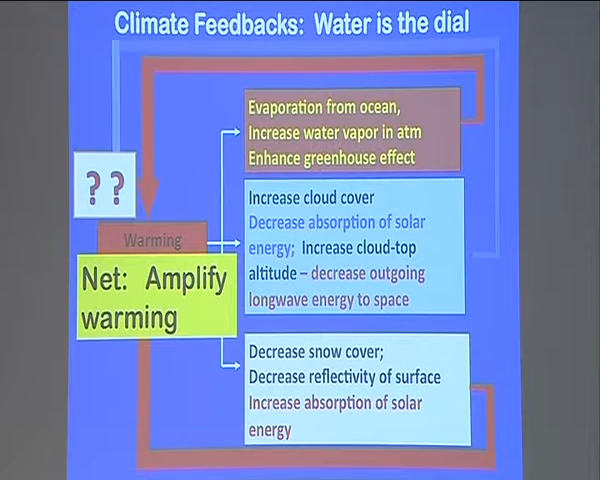 Climate Feedbacks: Water is the dial
Evaporation from ocean,
Increase water vapor in atm
Enhance greenhouse effect
? ?
Increase cloud cover
Decrease absorption of solar
energy; Increase cloud-top
altitude – decrease outgoing
longwave energy to space
Warming
Net: Amplify
warming
Decrease snow cover;
Decrease reflectivity of surface
Increase absorption of solar
energy